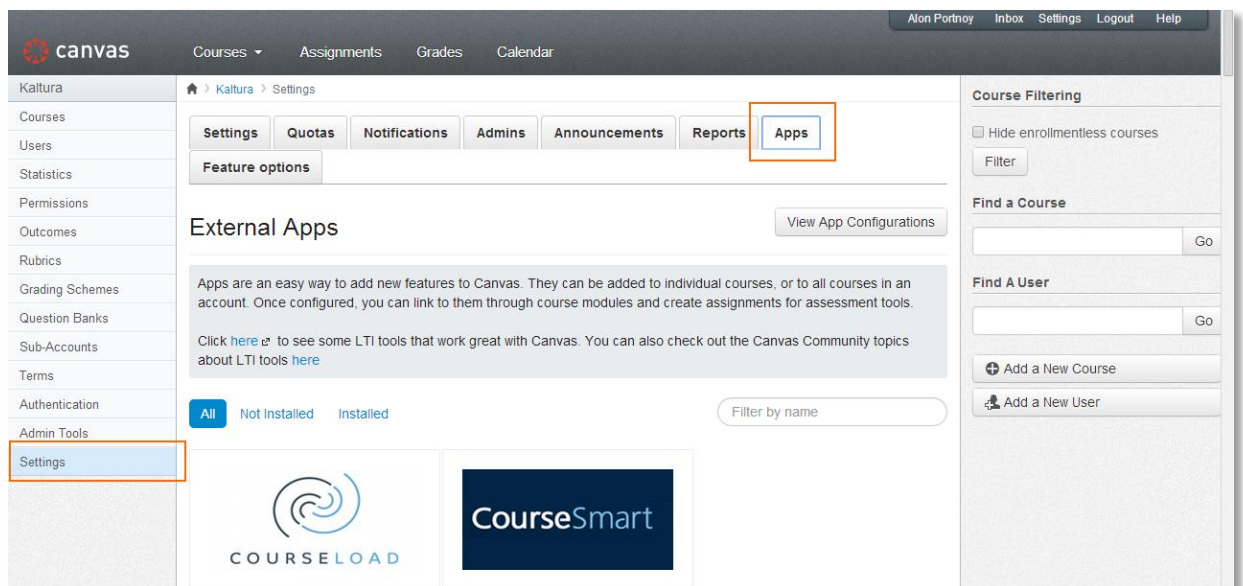 Alon Portnoy Inbox Settings Logout Help
canvas
Courses Assignments Grades Calendar
Kaltura
Courses
Users
Statistics
Permissions
Outcomes
Rubrics
Grading Schemes
Question Banks
Sub-Accounts
Terms
Authentication
Admin Tools
Settings
Kaltura > Settings
Settings Quotas Notifications Admins Announcements Reports Apps
Feature options
External Apps
View App Configurations
Apps are an easy way to add new features to Canvas. They can be added to individual courses, or to all courses in an
account. Once configured, you can link to them through course modules and create assignments for assessment tools.
Click here to see some LTI tools that work great with Canvas. You can also check out the Canvas Community topics
about LTI tools here
All Not Installed Installed
Filter by name
COURSELOAD
CourseSmart
Course Filtering
Hide enrollmentless courses
Filter
Find a Course
Go
Find A User
Go
Add a New Course
Add a New User